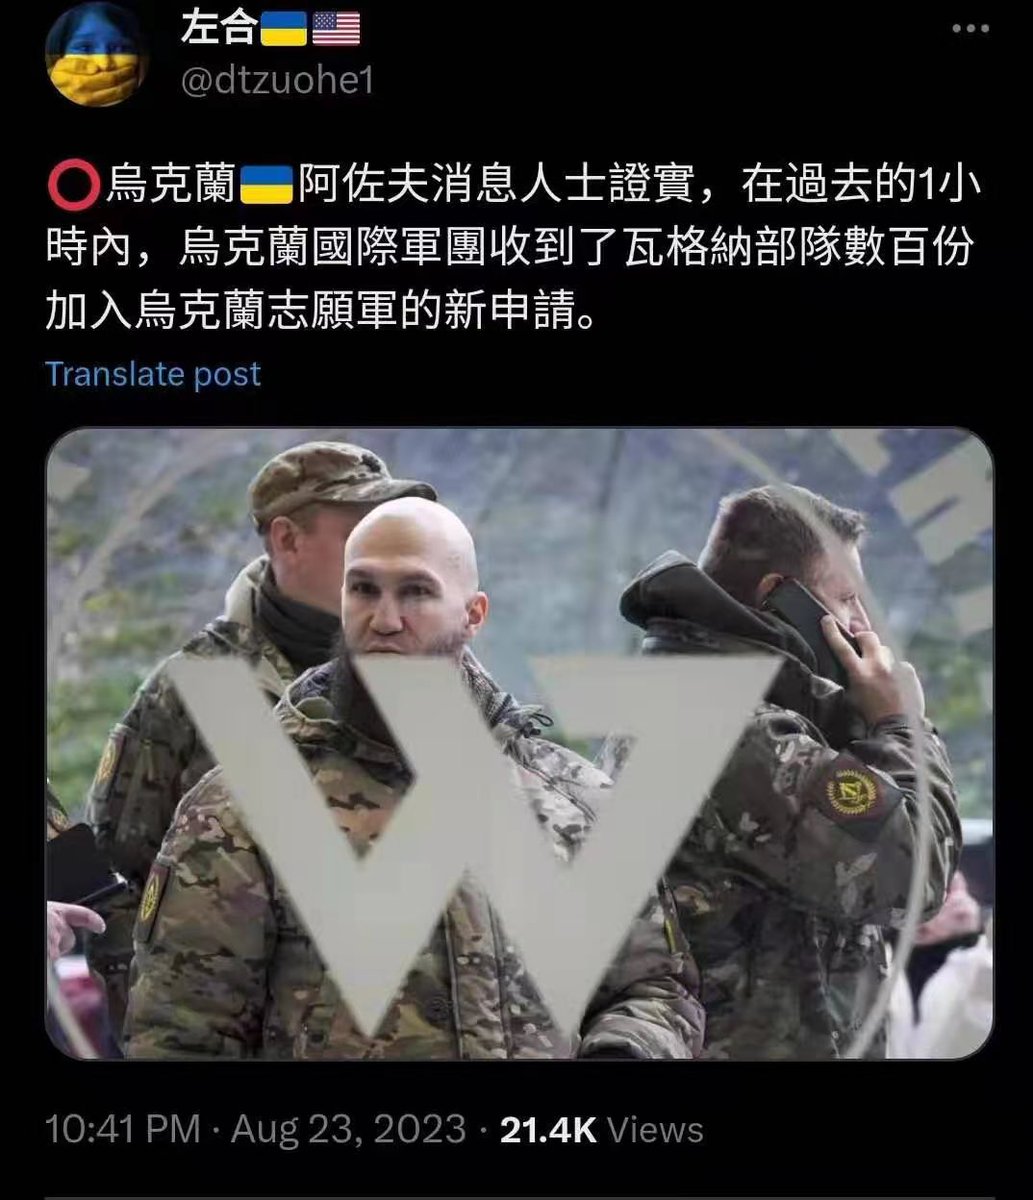 左合🇺🇦🇺🇸
@dtzuohe1
⭕烏克蘭🇺🇦阿佐夫消息人士證實，在過去的1小
時內，烏克蘭國際軍團收到了瓦格納部隊數百份
加入烏克蘭志願軍的新申請。
Translate post
W
10:41 PM · Aug 23, 2023 · 21.4K Views